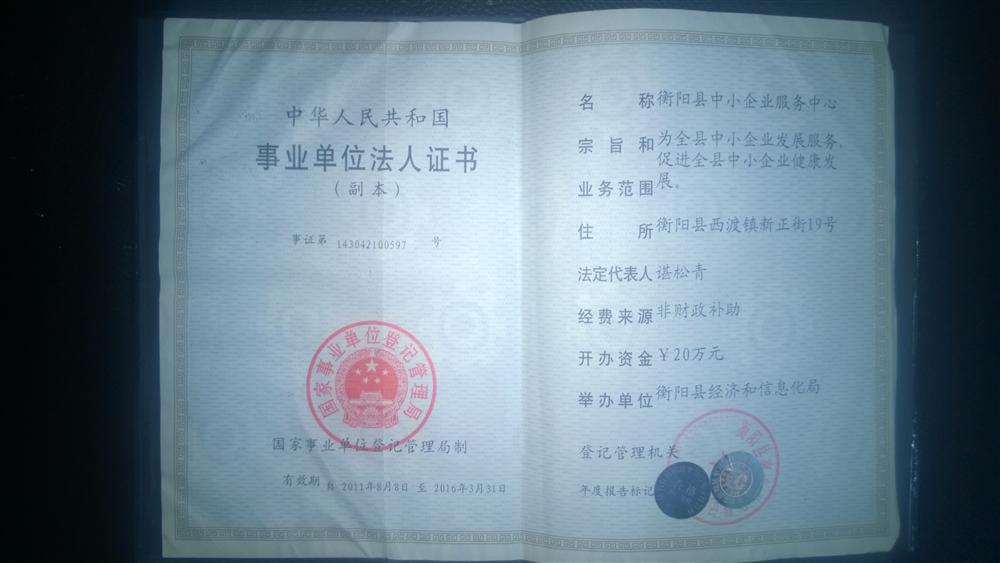 中华人民共和国
事业单位法人证书
（副本）
事证第 143042100597 号
国家事业单位登记管理局
国家事业单位登记管理局制
有效期 自 2011年8月8日 至 2016年3月31日
名称 衡阳县中小企业服务中心
宗旨和 为全县中小企业发展服务，
促进全县中小企业健康发
业务范围 展。
住所 衡阳县西渡镇新正街19号
法定代表人 谌松青
经费来源 非财政补助
开办资金 ￥20万元
举办单位 衡阳县经济和信息化局
登记管理机关
年度报告标记